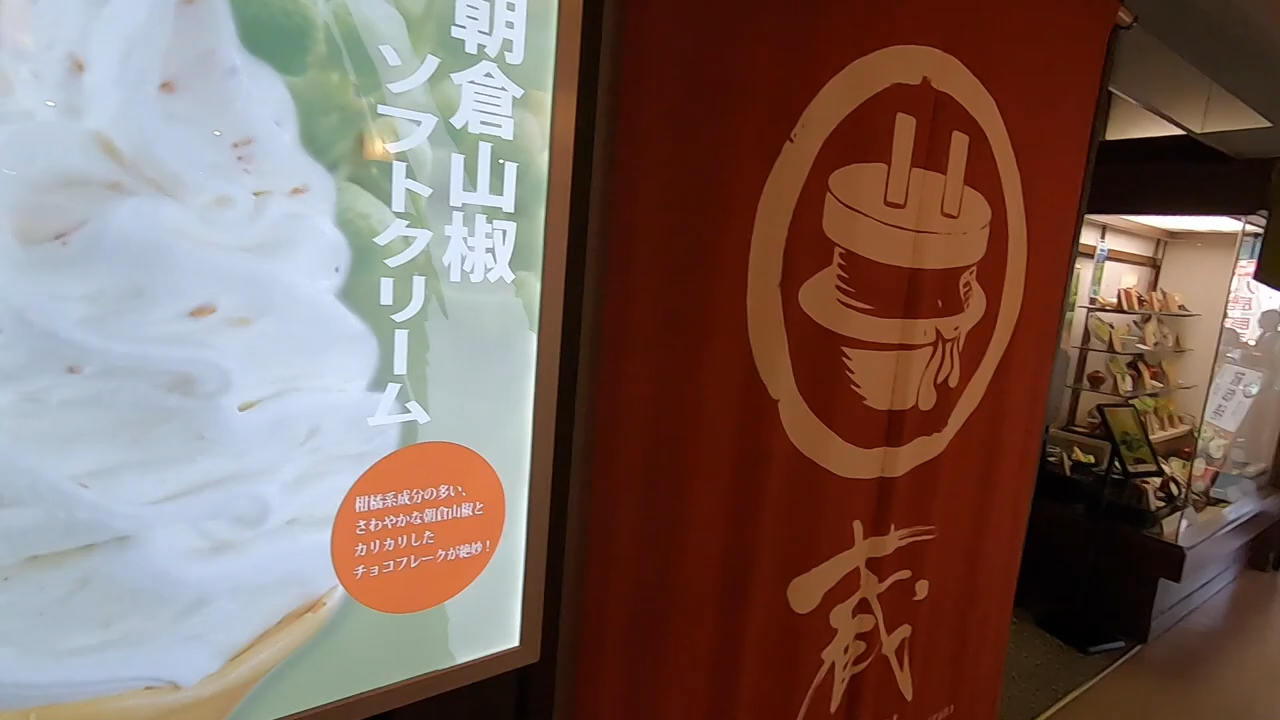 朝倉山椒
ソフトクリーム
柑橘系成分の多い、
さわやかな朝倉山椒と
カリカリした
チョコフレークが絶妙！
蔵